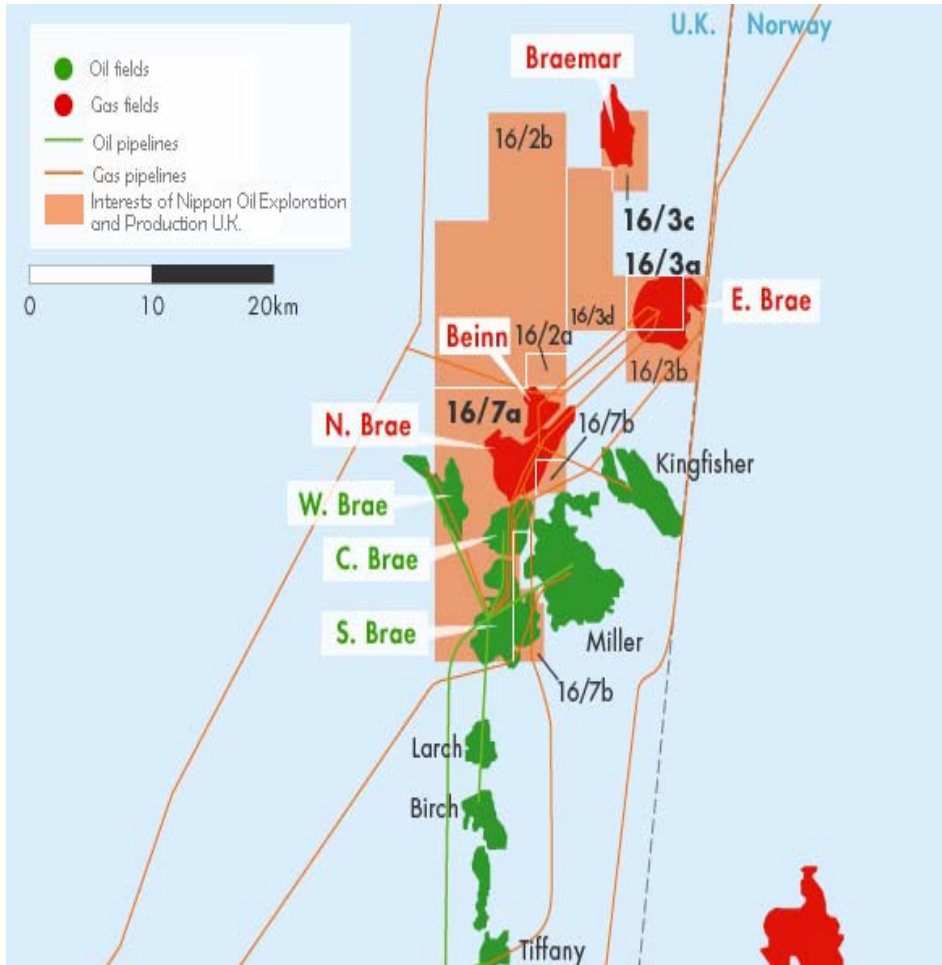 U.K. Norway
Oil fields
Gas fields
Oil pipelines
Gas pipelines
Interests of Nippon Oil Exploration
and Production U.K.
0 10 20km
Braemar
16/2b
16/3c
16/3a
E. Brae
16/3d
Beinn
16/2a
16/3b
16/7a
N. Brae
16/7b
Kingfisher
W. Brae
C. Brae
S. Brae
Miller
16/7b
Larch
Birch
Tiffany